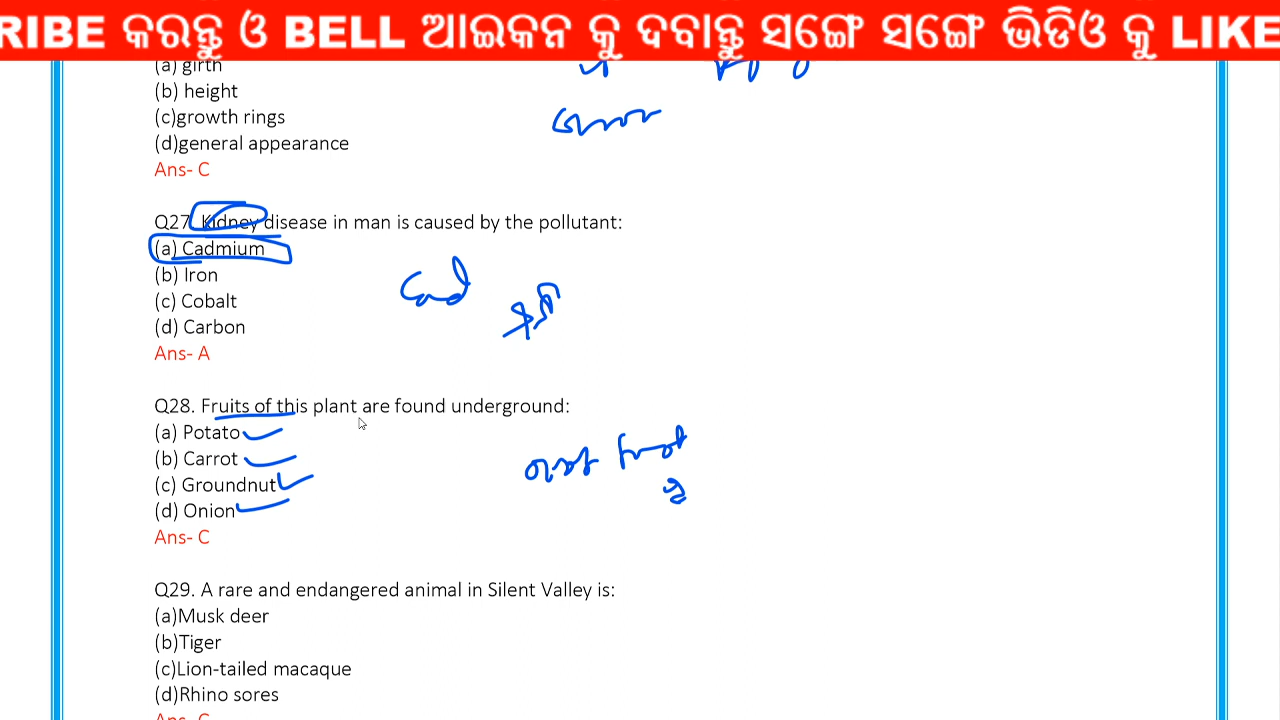 RIBE କରନ୍ତୁ ଓ BELL ଆଇକନ କୁ ଦବାନ୍ତୁ ସଙ୍ଗେ ସଙ୍ଗେ ଭିଡିଓ କୁ LIKE
(a) girth
(b) height
(c)growth rings
(d)general appearance
Ans- C
Q27. Kidney disease in man is caused by the pollutant:
(a) Cadmium
(b) Iron
(c) Cobalt
(d) Carbon
Ans- A
Q28. Fruits of this plant are found underground:
(a) Potato
(b) Carrot
(c) Groundnut
(d) Onion
Ans- C
Q29. A rare and endangered animal in Silent Valley is:
(a)Musk deer
(b)Tiger
(c)Lion-tailed macaque
(d)Rhino sores
Ans- C